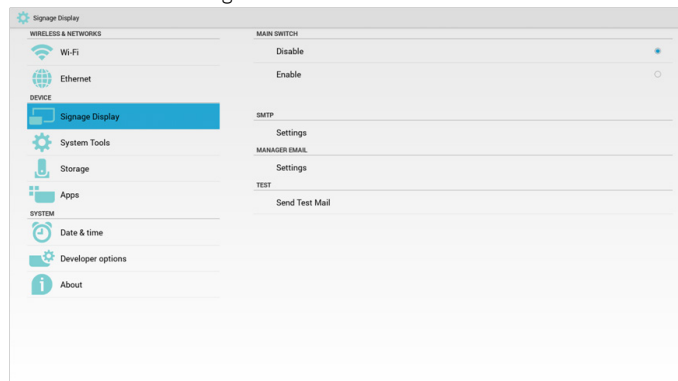 Signage Display
WIRELESS & NETWORKS
Wi-Fi
Ethernet
DEVICE
Signage Display
System Tools
Storage
Apps
SYSTEM
Date & time
Developer options
About
MAIN SWITCH
Disable
Enable
SMTP
Settings
MANAGER EMAIL
Settings
TEST
Send Test Mail